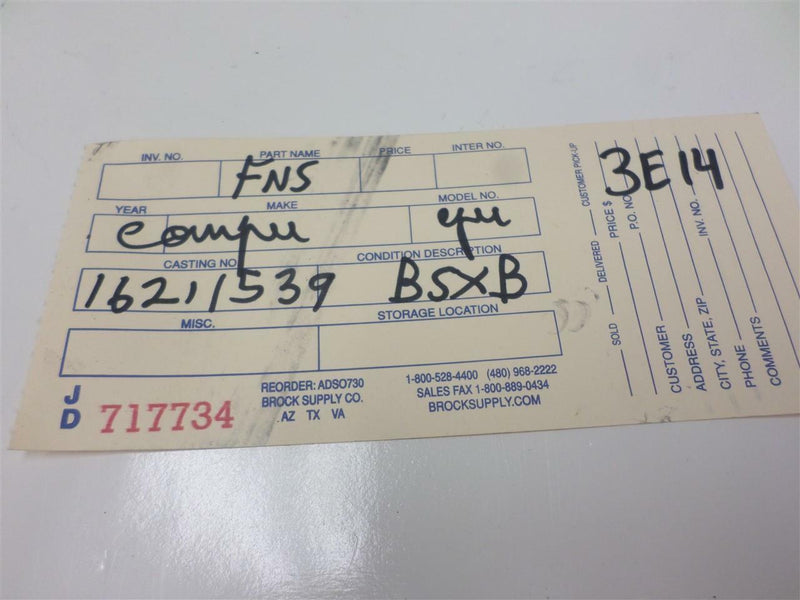 INV. NO. PART NAME PRICE INTER NO.
FNS
YEAR MAKE MODEL NO.
compu
CASTING NO. CONDITION DESCRIPTION
16211539 BSXB
MISC. STORAGE LOCATION
J D 717734
REORDER: ADSO730
BROCK SUPPLY CO.
AZ TX VA
1-800-528-4400 (480) 968-2222
SALES FAX 1-800-889-0434
BROCKSUPPLY.COM
3E14
SOLD DELIVERED CUSTOMER PICK-UP
PRICE $
P.O. NO.
CUSTOMER
ADDRESS INV. NO.
CITY, STATE, ZIP
PHONE
COMMENTS